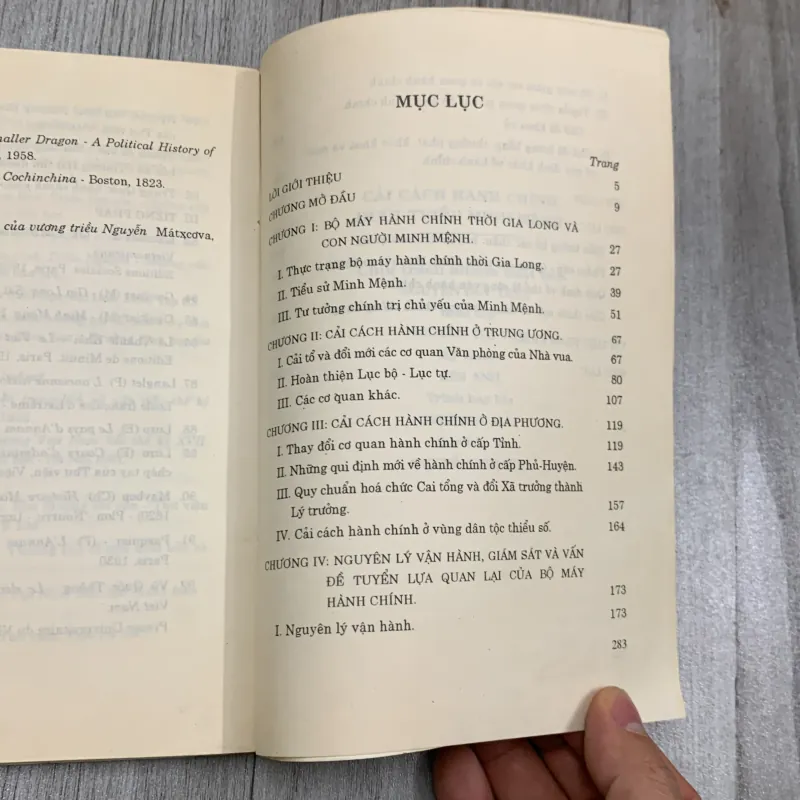 maller Dragon - A Political History of
, 1958.
Cochinchina - Boston, 1823.
của vương triều Nguyễn Mátxcơva,
MỤC LỤC
Trang
LỜI GIỚI THIỆU 5
CHƯƠNG MỞ ĐẦU 9
CHƯƠNG I: BỘ MÁY HÀNH CHÍNH THỜI GIA LONG VÀ
CON NGƯỜI MINH MỆNH. 27
I. Thực trạng bộ máy hành chính thời Gia Long. 27
II. Tiểu sử Minh Mệnh. 39
III. Tư tưởng chính trị chủ yếu của Minh Mệnh. 51
CHƯƠNG II: CẢI CÁCH HÀNH CHÍNH Ở TRUNG ƯƠNG. 67
I. Cải tổ và đổi mới các cơ quan Văn phòng của Nhà vua. 67
II. Hoàn thiện Lục bộ - Lục tự. 80
III. Các cơ quan khác. 107
CHƯƠNG III: CẢI CÁCH HÀNH CHÍNH Ở ĐỊA PHƯƠNG. 119
I. Thay đổi cơ quan hành chính ở cấp Tỉnh. 119
II. Những qui định mới về hành chính ở cấp Phủ-Huyện. 143
III. Quy chuẩn hoá chức Cai tổng và đổi Xã trưởng thành
Lý trưởng. 157
IV. Cải cách hành chính ở vùng dân tộc thiểu số. 164
CHƯƠNG IV: NGUYÊN LÝ VẬN HÀNH, GIÁM SÁT VÀ VẤN
ĐỀ TUYỂN LỰA QUAN LẠI CỦA BỘ MÁY
HÀNH CHÍNH. 173
I. Nguyên lý vận hành. 173
283